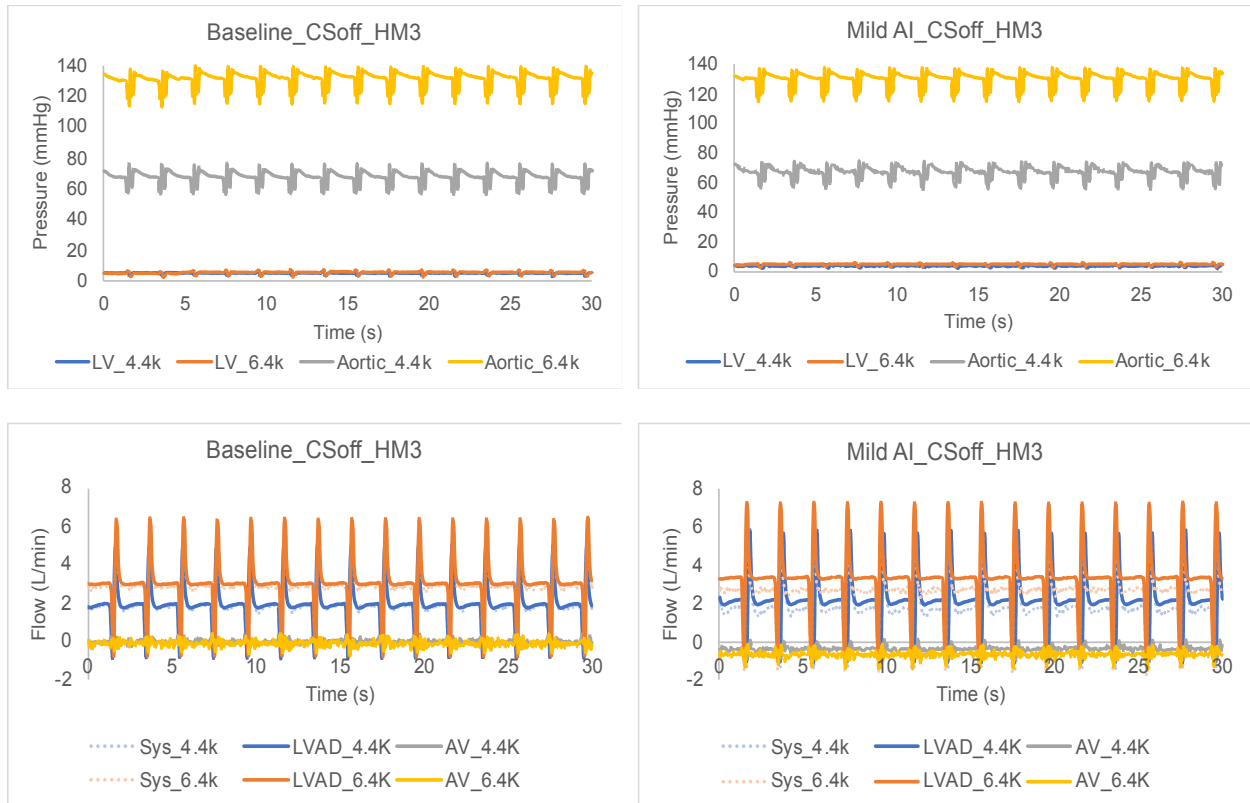 Baseline_CSoff_HM3
140
120
100
80
60
40
20
0
Pressure (mmHg)
0 5 10 15 20 25 30
Time (s)
LV_4.4k LV_6.4k Aortic_4.4k Aortic_6.4k
Mild AI_CSoff_HM3
140
120
100
80
60
40
20
0
Pressure (mmHg)
0 5 10 15 20 25 30
Time (s)
LV_4.4k LV_6.4k Aortic_4.4k Aortic_6.4k
Baseline_CSoff_HM3
8
6
4
2
0
-2
Flow (L/min)
0 5 10 15 20 25 30
Time (s)
Sys_4.4k LVAD_4.4K AV_4.4K
Sys_6.4k LVAD_6.4K AV_6.4K
Mild AI_CSoff_HM3
8
6
4
2
0
-2
Flow (L/min)
0 5 10 15 20 25 30
Time (s)
Sys_4.4k LVAD_4.4K AV_4.4K
Sys_6.4k LVAD_6.4K AV_6.4K